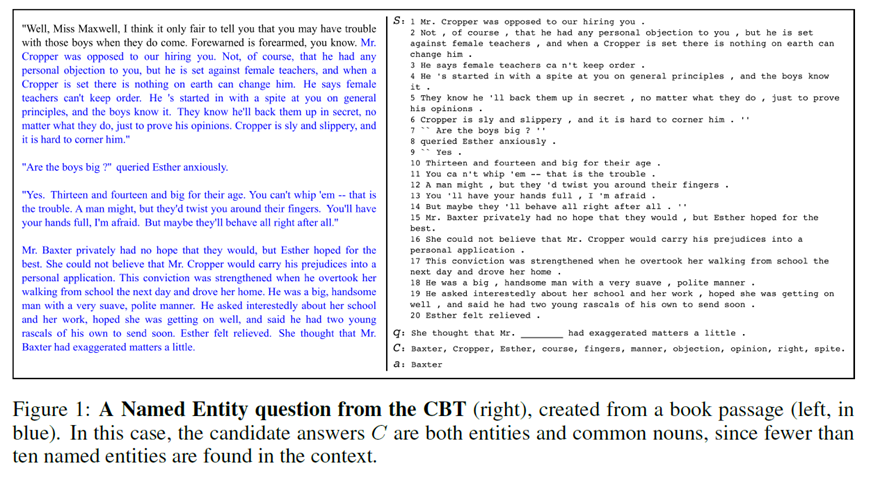 "Well, Miss Maxwell, I think it only fair to tell you that you may have trouble
with those boys when they do come. Forewarned is forearmed, you know. Mr.
Cropper was opposed to our hiring you. Not, of course, that he had any
personal objection to you, but he is set against female teachers, and when a
Cropper is set there is nothing on earth can change him. He says female
teachers can't keep order. He 's started in with a spite at you on general
principles, and the boys know it. They know he'll back them up in secret, no
matter what they do, just to prove his opinions. Cropper is sly and slippery, and
it is hard to corner him."
"Are the boys big ?" queried Esther anxiously.
"Yes. Thirteen and fourteen and big for their age. You can't whip 'em -- that is
the trouble. A man might, but they'd twist you around their fingers. You'll have
your hands full, I'm afraid. But maybe they'll behave all right after all."
Mr. Baxter privately had no hope that they would, but Esther hoped for the
best. She could not believe that Mr. Cropper would carry his prejudices into a
personal application. This conviction was strengthened when he overtook her
walking from school the next day and drove her home. He was a big, handsome
man with a very suave, polite manner. He asked interestedly about her school
and her work, hoped she was getting on well, and said he had two young
rascals of his own to send soon. Esther felt relieved. She thought that Mr.
Baxter had exaggerated matters a little.
S: 1 Mr. Cropper was opposed to our hiring you .
2 Not , of course , that he had any personal objection to you , but he is set
against female teachers , and when a Cropper is set there is nothing on earth can
change him .
3 He says female teachers ca n't keep order .
4 He 's started in with a spite at you on general principles , and the boys know
it .
5 They know he 'll back them up in secret , no matter what they do , just to prove
his opinions .
6 Cropper is sly and slippery , and it is hard to corner him . ''
7 `` Are the boys big ? ''
8 queried Esther anxiously .
9 `` Yes .
10 Thirteen and fourteen and big for their age .
11 You ca n't whip 'em -- that is the trouble .
12 A man might , but they 'd twist you around their fingers .
13 You 'll have your hands full , I 'm afraid .
14 But maybe they 'll behave all right after all . ''
15 Mr. Baxter privately had no hope that they would , but Esther hoped for the
best.
16 She could not believe that Mr. Cropper would carry his prejudices into a
personal application .
17 This conviction was strengthened when he overtook her walking from school the
next day and drove her home .
18 He was a big , handsome man with a very suave , polite manner .
19 He asked interestedly about her school and her work , hoped she was getting on
well , and said he had two young rascals of his own to send soon .
20 Esther felt relieved .
q: She thought that Mr. _______ had exaggerated matters a little .
C: Baxter, Cropper, Esther, course, fingers, manner, objection, opinion, right, spite.
a: Baxter
Figure 1: A Named Entity question from the CBT (right), created from a book passage (left, in
blue). In this case, the candidate answers C are both entities and common nouns, since fewer than
ten named entities are found in the context.